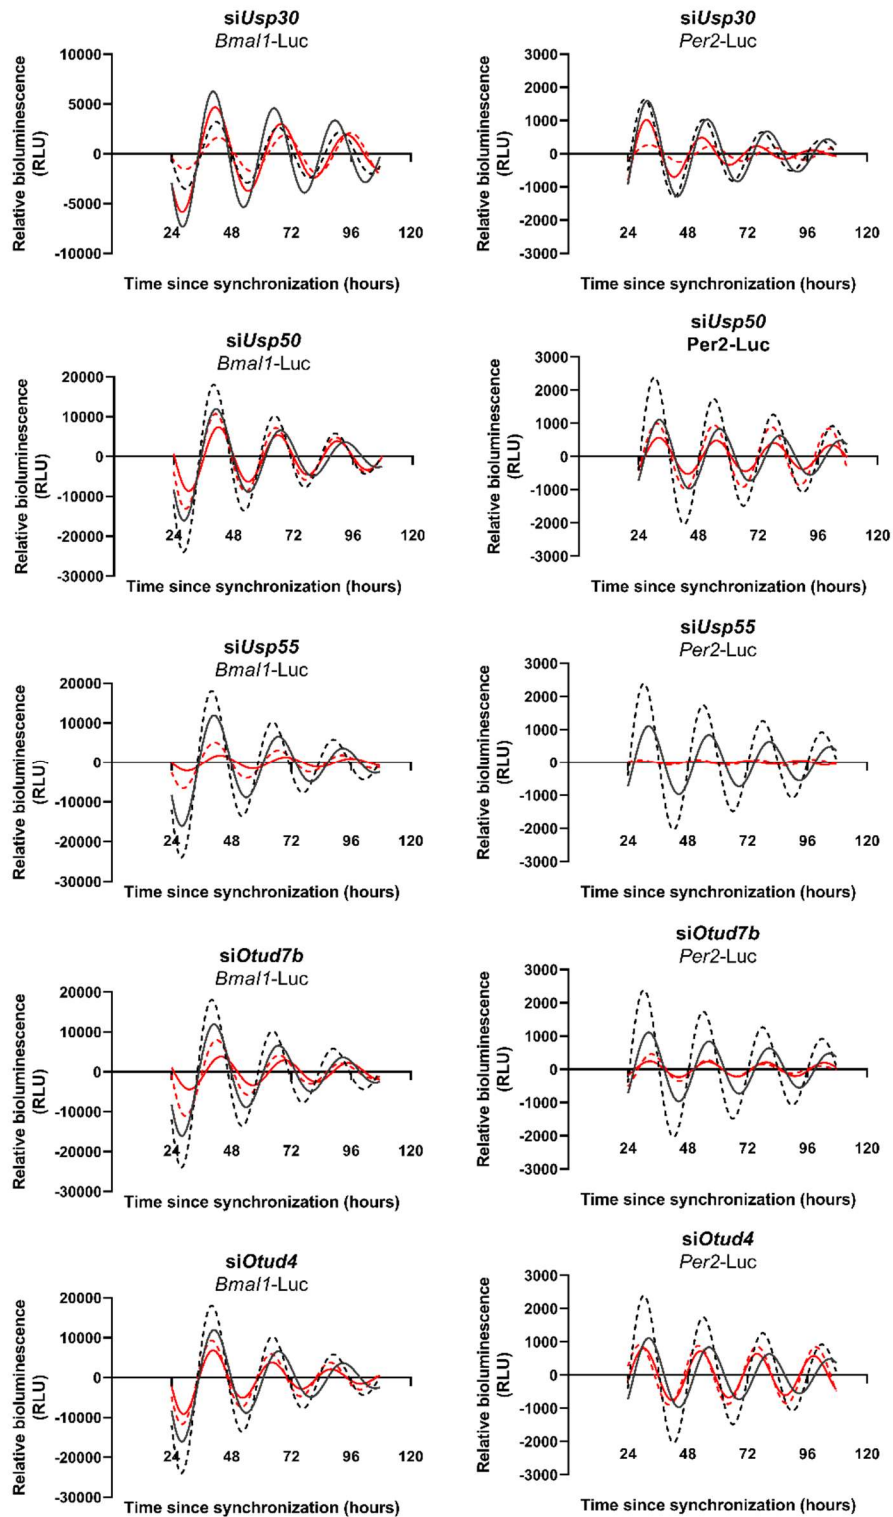 siUsp30
Bmal1-Luc
Relative bioluminescence
(RLU)
10000
5000
0
-5000
-10000
24 48 72 96 120
Time since synchronization (hours)
siUsp30
Per2-Luc
Relative bioluminescence
(RLU)
3000
2000
1000
0
-1000
-2000
-3000
24 48 72 96 120
Time since synchronization (hours)
siUsp50
Bmal1-Luc
Relative bioluminescence
(RLU)
20000
10000
0
-10000
-20000
-30000
24 48 72 96 120
Time since synchronization (hours)
siUsp50
Per2-Luc
Relative bioluminescence
(RLU)
3000
2000
1000
0
-1000
-2000
-3000
24 48 72 96 120
Time since synchronization (hours)
siUsp55
Bmal1-Luc
Relative bioluminescence
(RLU)
20000
10000
0
-10000
-20000
-30000
24 48 72 96 120
Time since synchronization (hours)
siUsp55
Per2-Luc
Relative bioluminescence
(RLU)
3000
2000
1000
0
-1000
-2000
-3000
24 48 72 96 120
Time since synchronization (hours)
siOtud7b
Bmal1-Luc
Relative bioluminescence
(RLU)
20000
10000
0
-10000
-20000
-30000
24 48 72 96 120
Time since synchronization (hours)
siOtud7b
Per2-Luc
Relative bioluminescence
(RLU)
3000
2000
1000
0
-1000
-2000
-3000
24 48 72 96 120
Time since synchronization (hours)
siOtud4
Bmal1-Luc
Relative bioluminescence
(RLU)
20000
10000
0
-10000
-20000
-30000
24 48 72 96 120
Time since synchronization (hours)
siOtud4
Per2-Luc
Relative bioluminescence
(RLU)
3000
2000
1000
0
-1000
-2000
-3000
24 48 72 96 120
Time since synchronization (hours)